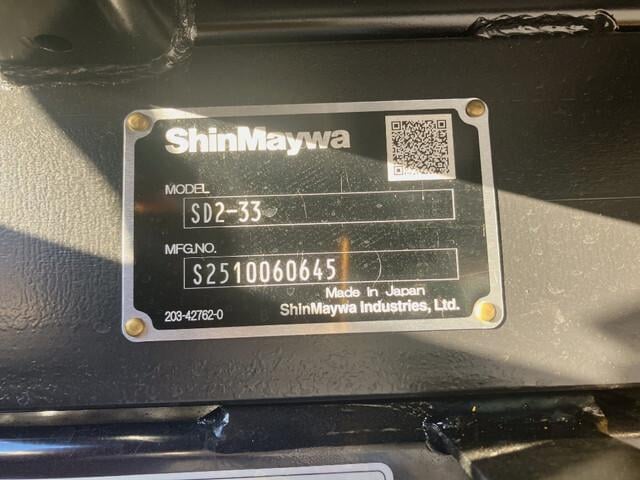 ShinMaywa
MODEL
SD2-33
MFG.NO.
S2510060645
Made in Japan
203-42762-0
ShinMaywa Industries, Ltd.